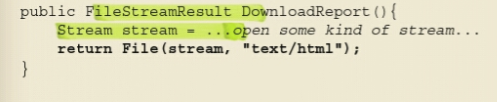 public FileStreamResult DownloadReport(){
Stream stream = ...open some kind of stream...
return File(stream, "text/html");
}